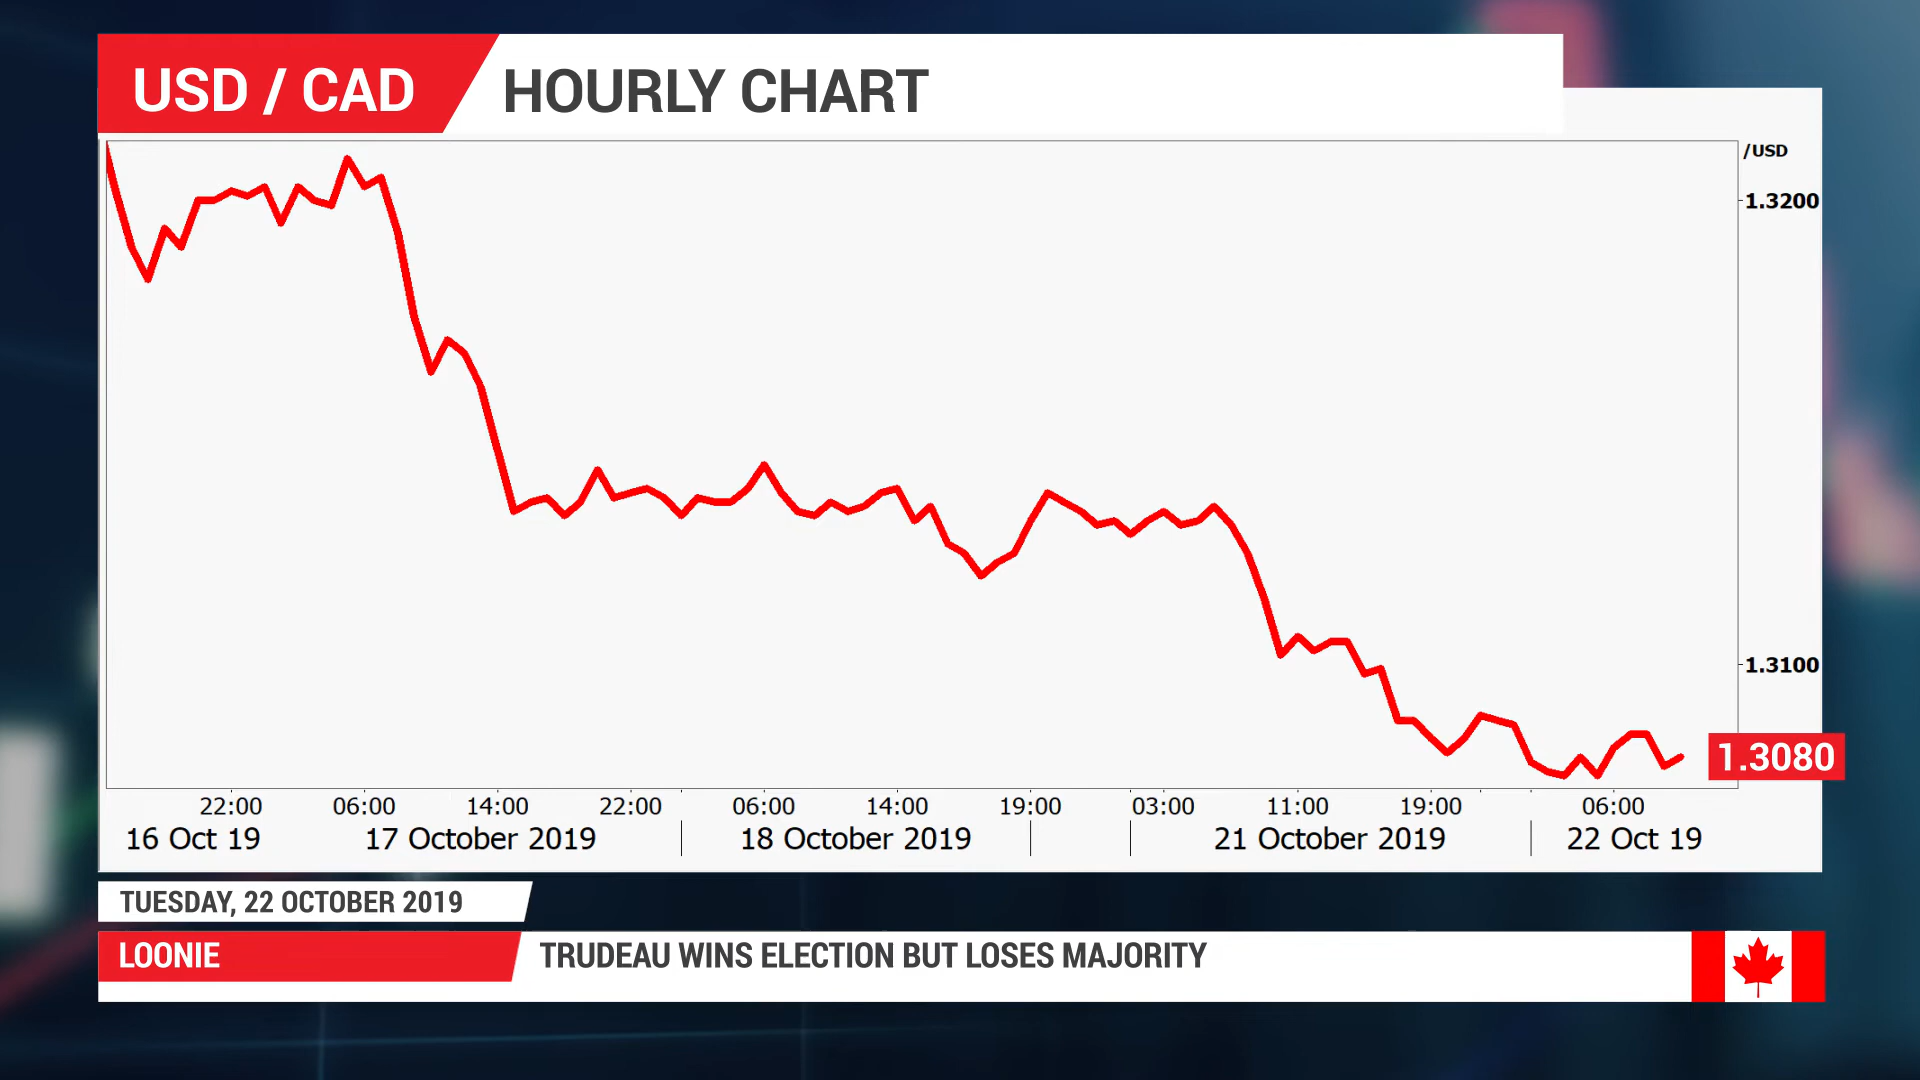 USD / CAD
HOURLY CHART
/USD
1.3200
1.3100
1.3080
22:00 06:00 14:00 22:00 06:00 14:00 19:00 03:00 11:00 19:00 06:00
16 Oct 19 17 October 2019 18 October 2019 21 October 2019 22 Oct 19
TUESDAY, 22 OCTOBER 2019
LOONIE
TRUDEAU WINS ELECTION BUT LOSES MAJORITY